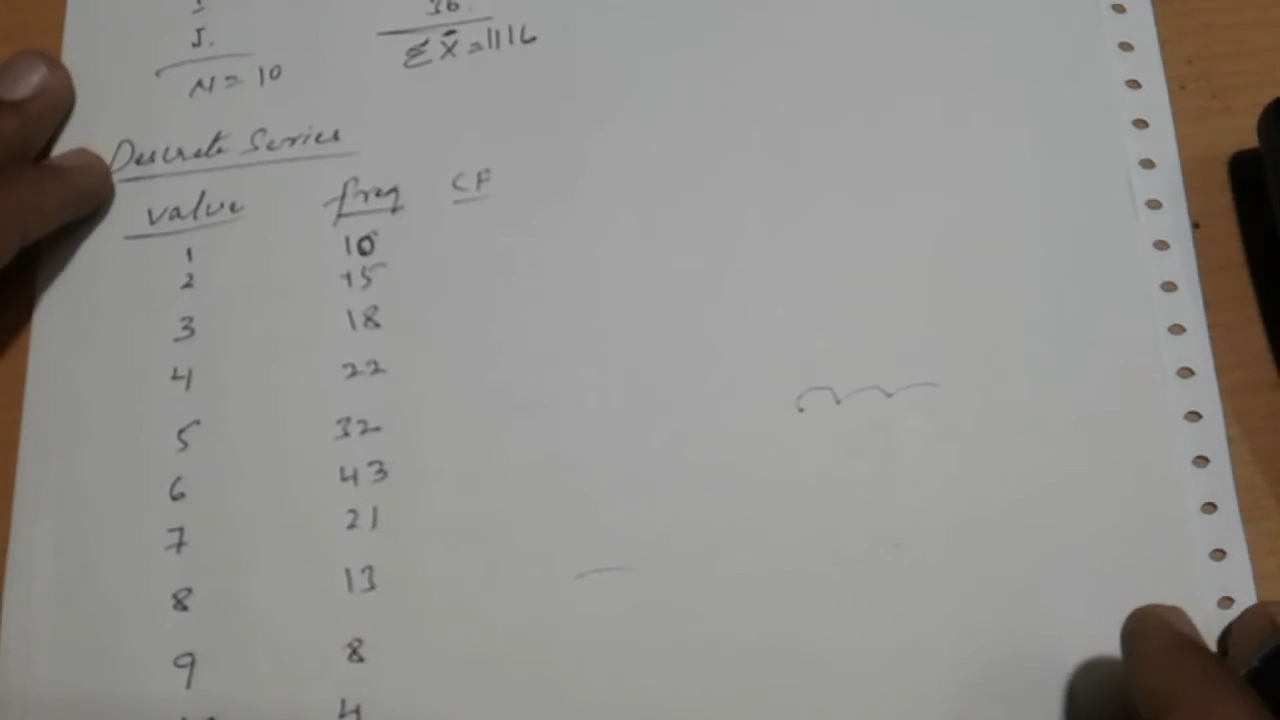 36
J.
ΣX̄=1116
N=10
Discrete Series
value freq CF
1 10
2 15
3 18
4 22
5 32
6 43
7 21
8 13
9 8
4